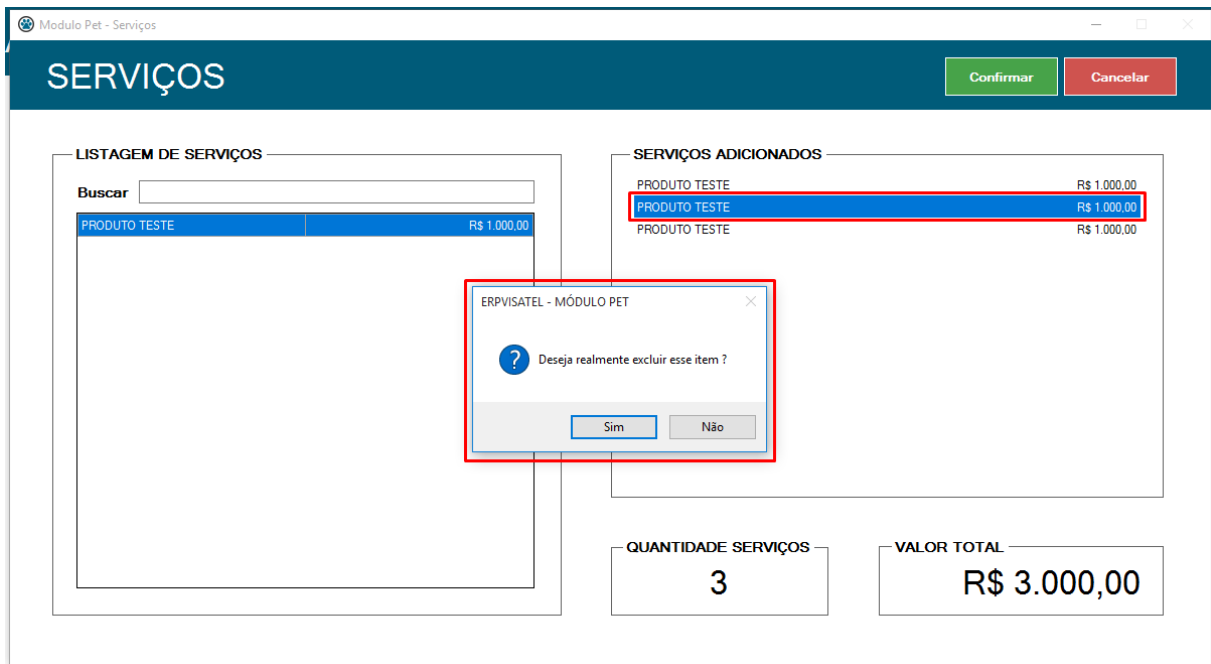 Modulo Pet - Serviços
SERVIÇOS
Confirmar
Cancelar
LISTAGEM DE SERVIÇOS
Buscar
PRODUTO TESTE R$ 1.000,00
SERVIÇOS ADICIONADOS
PRODUTO TESTE R$ 1.000,00
PRODUTO TESTE R$ 1.000,00
PRODUTO TESTE R$ 1.000,00
ERPVISATEL - MÓDULO PET
Deseja realmente excluir esse item ?
Sim
Não
QUANTIDADE SERVIÇOS
3
VALOR TOTAL
R$ 3.000,00